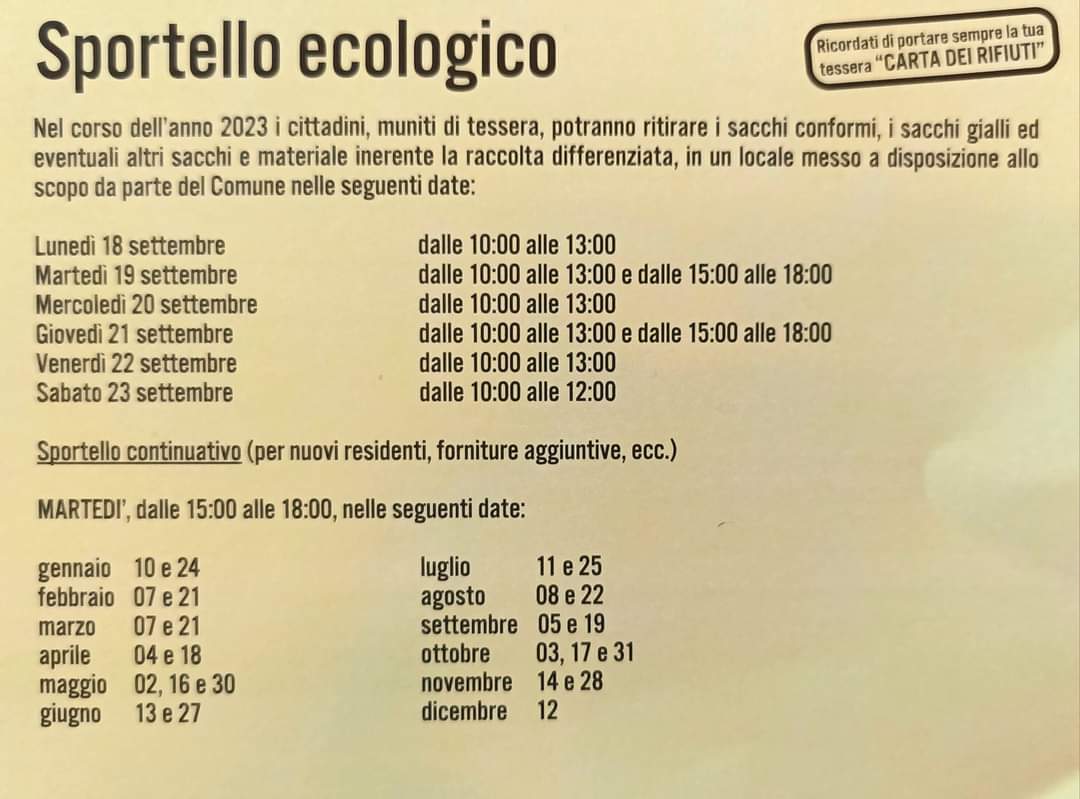 Sportello ecologico
Ricordati di portare sempre la tua
tessera "CARTA DEI RIFIUTI"
Nel corso dell'anno 2023 i cittadini, muniti di tessera, potranno ritirare i sacchi conformi, i sacchi gialli ed
eventuali altri sacchi e materiale inerente la raccolta differenziata, in un locale messo a disposizione allo
scopo da parte del Comune nelle seguenti date:
Lunedì 18 settembre dalle 10:00 alle 13:00
Martedì 19 settembre dalle 10:00 alle 13:00 e dalle 15:00 alle 18:00
Mercoledì 20 settembre dalle 10:00 alle 13:00
Giovedì 21 settembre dalle 10:00 alle 13:00 e dalle 15:00 alle 18:00
Venerdì 22 settembre dalle 10:00 alle 13:00
Sabato 23 settembre dalle 10:00 alle 12:00
Sportello continuativo (per nuovi residenti, forniture aggiuntive, ecc.)
MARTEDI', dalle 15:00 alle 18:00, nelle seguenti date:
gennaio 10 e 24
febbraio 07 e 21
marzo 07 e 21
aprile 04 e 18
maggio 02, 16 e 30
giugno 13 e 27
luglio 11 e 25
agosto 08 e 22
settembre 05 e 19
ottobre 03, 17 e 31
novembre 14 e 28
dicembre 12